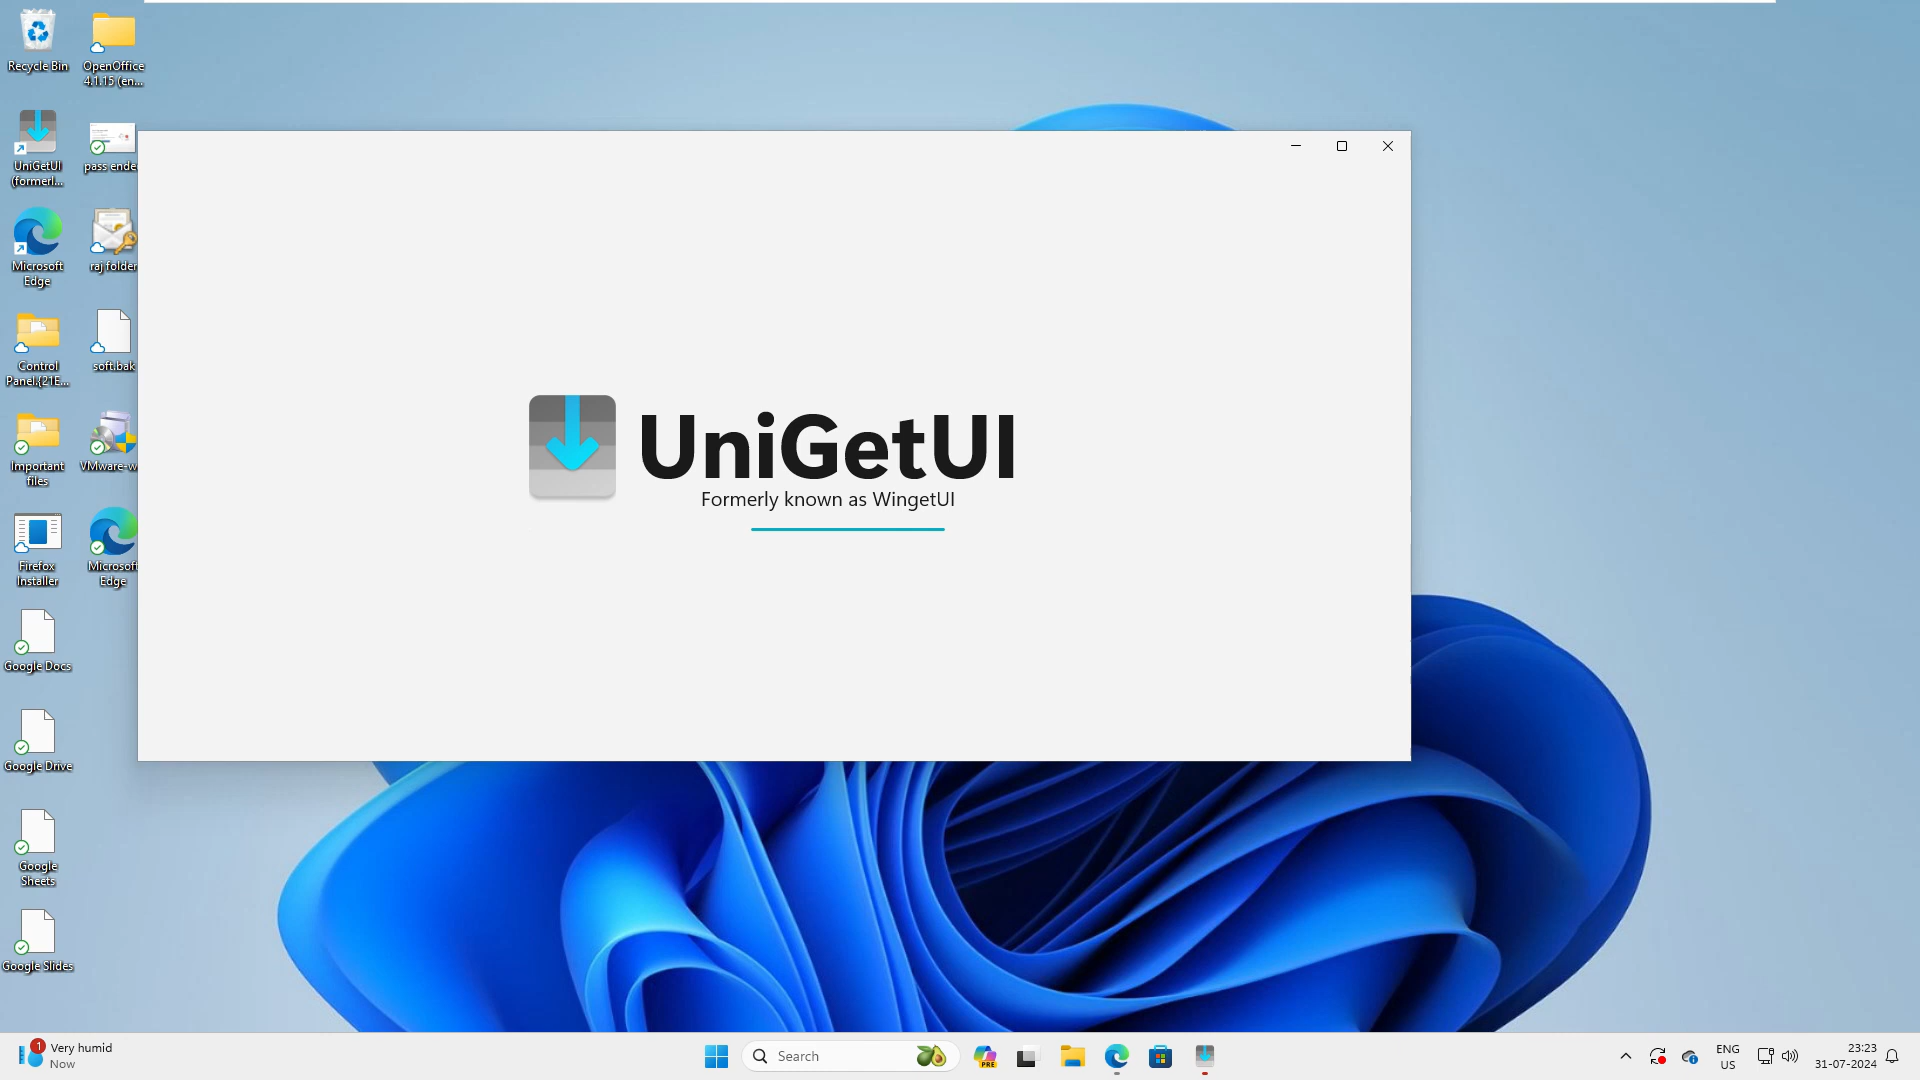 Recycle Bin
OpenOffice
4.1.15 (en...
UniGetUI
(formerl...
pass ende
Microsoft
Edge
raj folder
Control
Panel.{21E...
soft.bak
Important
files
VMware-w
Firefox
Installer
Microsoft
Edge
Google Docs
Google Drive
Google
Sheets
Google Slides
UniGetUI
Formerly known as WingetUI
1
Very humid
Now
Search
PRE
ENG
US
23:23
31-07-2024